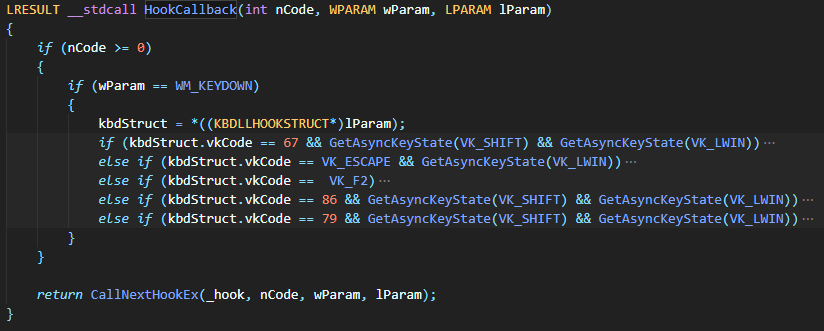 LRESULT __stdcall HookCallback(int nCode, WPARAM wParam, LPARAM lParam)
{
    if (nCode >= 0)
    {
        if (wParam == WM_KEYDOWN)
        {
            kbdStruct = *((KBDLLHOOKSTRUCT*)lParam);
            if (kbdStruct.vkCode == 67 && GetAsyncKeyState(VK_SHIFT) && GetAsyncKeyState(VK_LWIN))···
            else if (kbdStruct.vkCode == VK_ESCAPE && GetAsyncKeyState(VK_LWIN))···
            else if (kbdStruct.vkCode ==  VK_F2)···
            else if (kbdStruct.vkCode == 86 && GetAsyncKeyState(VK_SHIFT) && GetAsyncKeyState(VK_LWIN))···
            else if (kbdStruct.vkCode == 79 && GetAsyncKeyState(VK_SHIFT) && GetAsyncKeyState(VK_LWIN))···
        }
    }

    return CallNextHookEx(_hook, nCode, wParam, lParam);
}